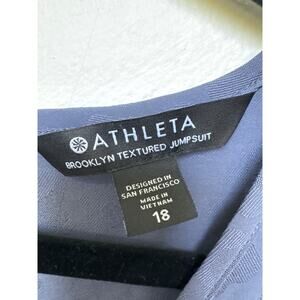 ATHLETA
BROOKLYN TEXTURED JUMPSUIT
DESIGNED IN
SAN FRANCISCO
MADE IN
VIETNAM
18